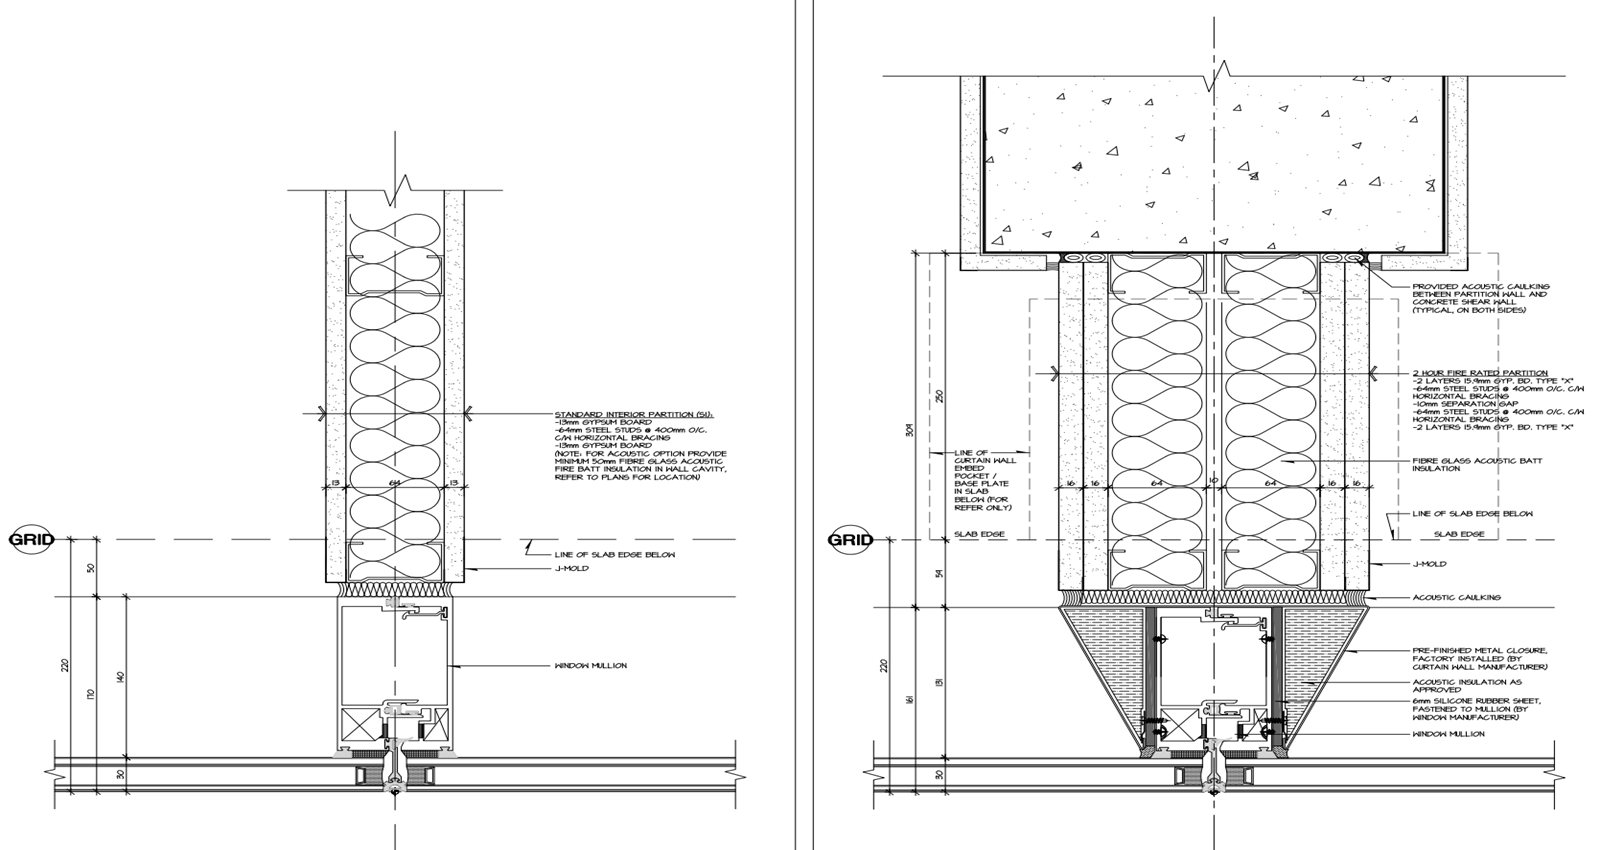 STANDARD INTERIOR PARTITION (S1):
-13mm GYPSUM BOARD
-64mm STEEL STUDS @ 400mm O/C.
C/W HORIZONTAL BRACING
-13mm GYPSUM BOARD
(NOTE: FOR ACOUSTIC OPTION PROVIDE
MINIMUM 50mm FIBRE GLASS ACOUSTIC
FIRE BATT INSULATION IN WALL CAVITY,
REFER TO PLANS FOR LOCATION)
13
64
13
GRID
LINE OF SLAB EDGE BELOW
J-MOLD
50
220
170
140
30
WINDOW MULLION
PROVIDED ACOUSTIC CAULKING
BETWEEN PARTITION WALL AND
CONCRETE SHEAR WALL
(TYPICAL, ON BOTH SIDES)
2 HOUR FIRE RATED PARTITION
-2 LAYERS 15.9mm GYP. BD. TYPE "X"
-64mm STEEL STUDS @ 400mm O/C. C/W
HORIZONTAL BRACING
-10mm SEPARATION GAP
-64mm STEEL STUDS @ 400mm O/C. C/W
HORIZONTAL BRACING
-2 LAYERS 15.9mm GYP. BD. TYPE "X"
250
304
LINE OF
CURTAIN WALL
EMBED
POCKET /
BASE PLATE
IN SLAB
BELOW (FOR
REFER ONLY)
FIBRE GLASS ACOUSTIC BATT
INSULATION
16
16
64
10
64
16
16
LINE OF SLAB EDGE BELOW
GRID
SLAB EDGE
SLAB EDGE
54
J-MOLD
ACOUSTIC CAULKING
220
161
131
30
PRE-FINISHED METAL CLOSURE,
FACTORY INSTALLED (BY
CURTAIN WALL MANUFACTURER)
ACOUSTIC INSULATION AS
APPROVED
6mm SILICONE RUBBER SHEET,
FASTENED TO MULLION (BY
WINDOW MANUFACTURER)
WINDOW MULLION